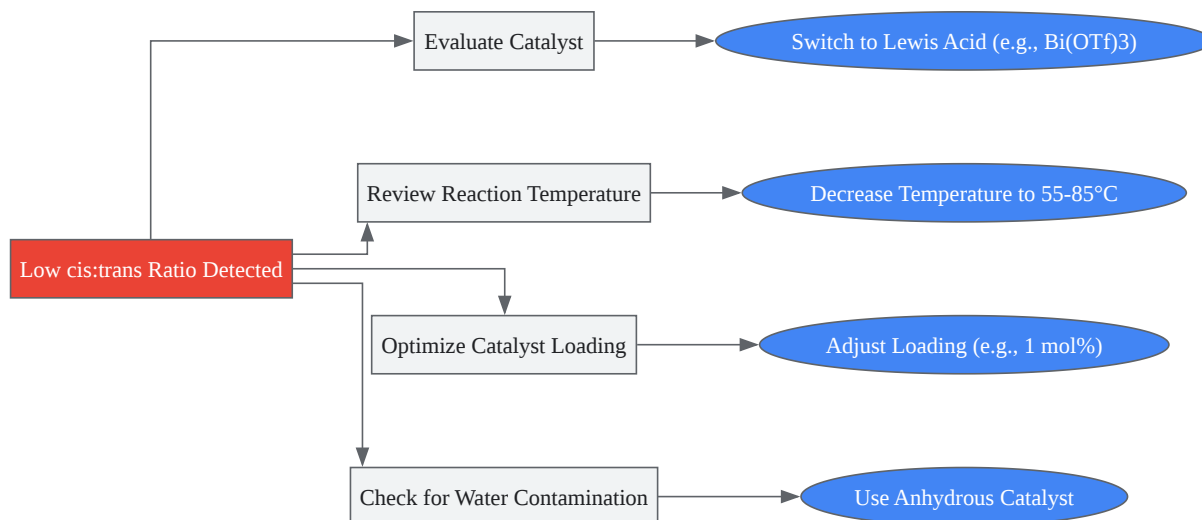 Evaluate Catalyst
Switch to Lewis Acid (e.g., Bi(OTf)3)
Review Reaction Temperature
Decrease Temperature to 55-85°C
Low cis:trans Ratio Detected
Optimize Catalyst Loading
Adjust Loading (e.g., 1 mol%)
Check for Water Contamination
Use Anhydrous Catalyst